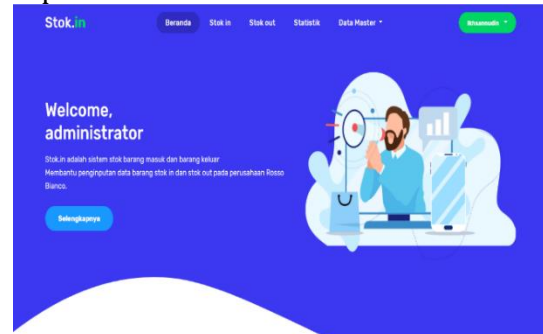 Stok.in
Beranda Stok in Stok out Statistik Data Master
Welcome,
administrator
Stok.in adalah sistem stok barang masuk dan barang keluar
Membantu penginputan data barang stok in dan stok out pada perusahaan Rosso
Bianco.
Selengkapnya